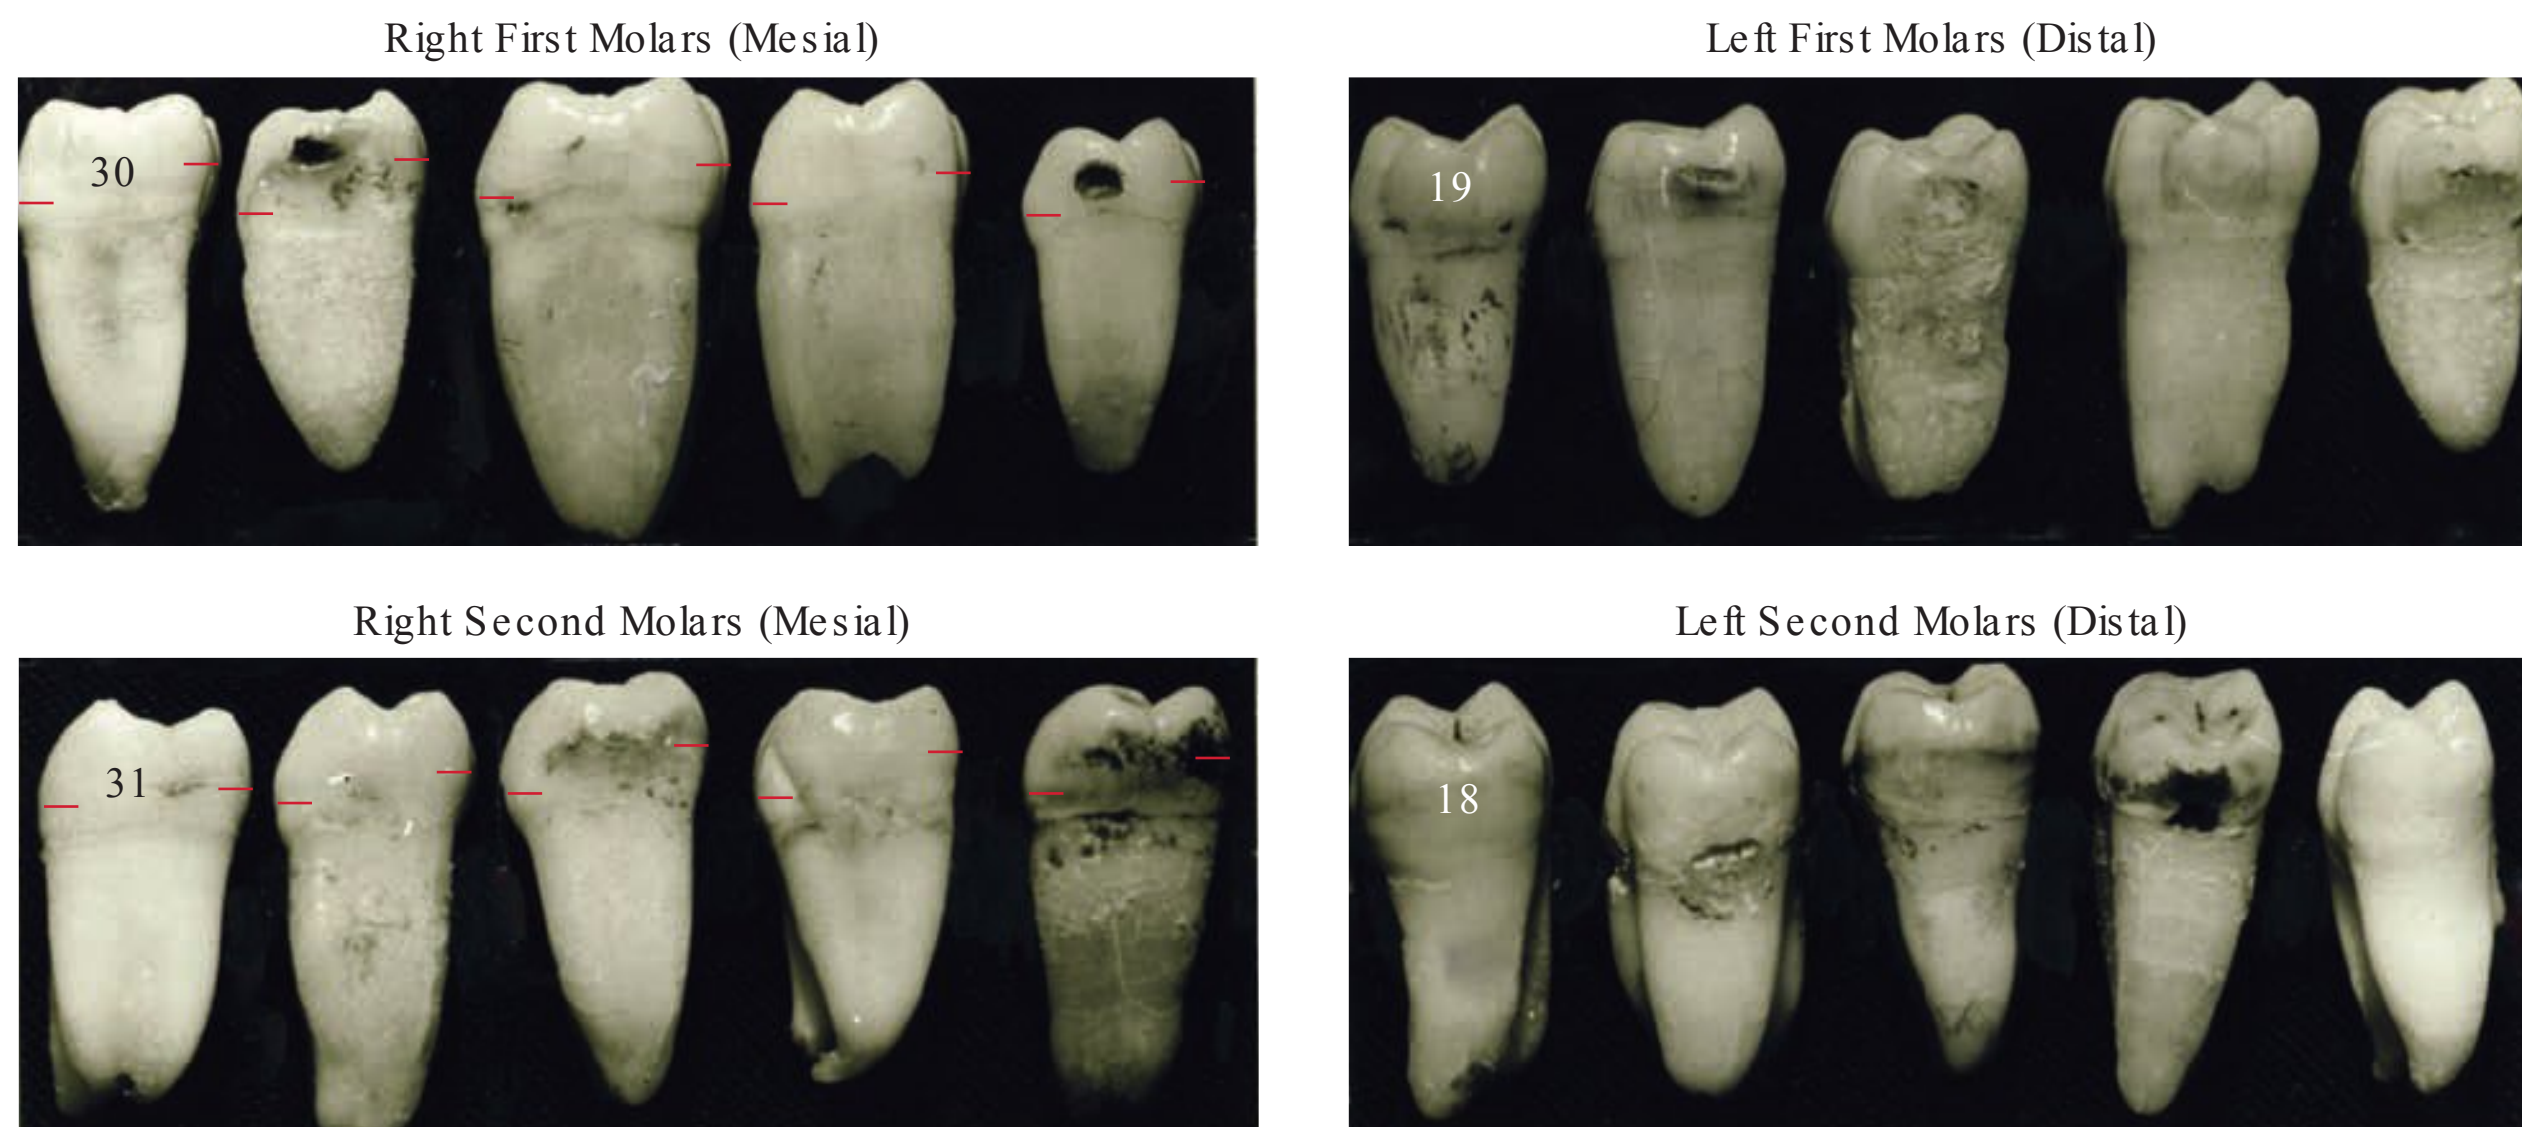 Right First Molars (Mesial)
Left First Molars (Distal)
30
19
Right Second Molars (Mesial)
Left Second Molars (Distal)
31
18